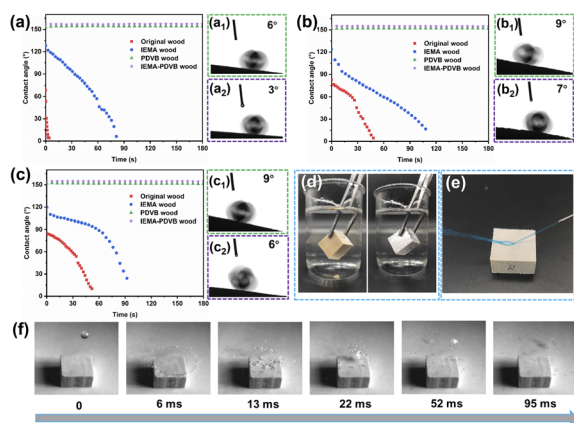 (a)
Contact angle (°)
150
120
90
60
30
0
Original wood
IEMA wood
PDVB wood
IEMA-PDVB wood
0 30 60 90 120 150 180
Time (s)
(a₁) 6°
(a₂) 3°
(b)
Contact angle (°)
150
120
90
60
30
0
Original wood
IEMA wood
PDVB wood
IEMA-PDVB wood
0 30 60 90 120 150 180
Time (s)
(b₁) 9°
(b₂) 7°
(c)
Contact angle (°)
150
120
90
60
30
0
Original wood
IEMA wood
PDVB wood
IEMA-PDVB wood
0 30 60 90 120 150 180
Time (s)
(c₁) 9°
(c₂) 6°
(d)
(e)
(f)
0 6 ms 13 ms 22 ms 52 ms 95 ms